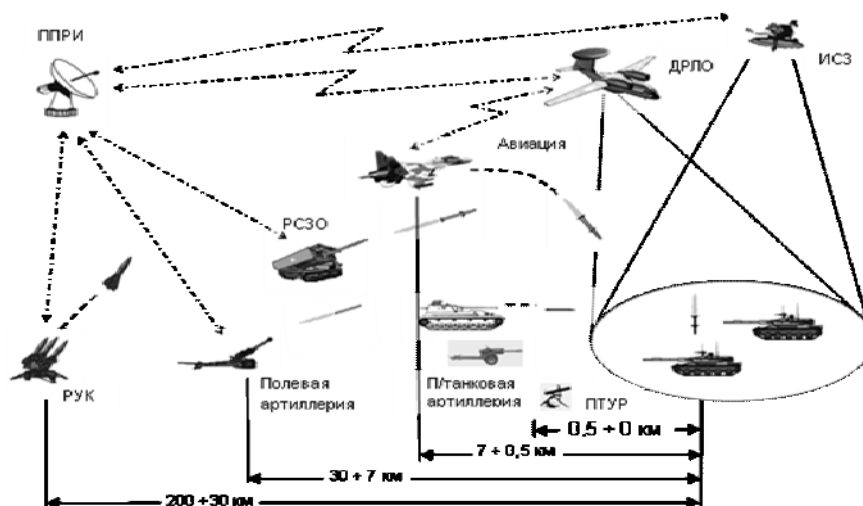 ППРИ
ДРЛО
ИСЗ
Авиация
РСЗО
РУК
Полевая
артиллерия
П/танковая
артиллерия
ПТУР
0,5 ÷ 0 км
7 ÷ 0,5 км
30 ÷ 7 км
200 ÷30 км